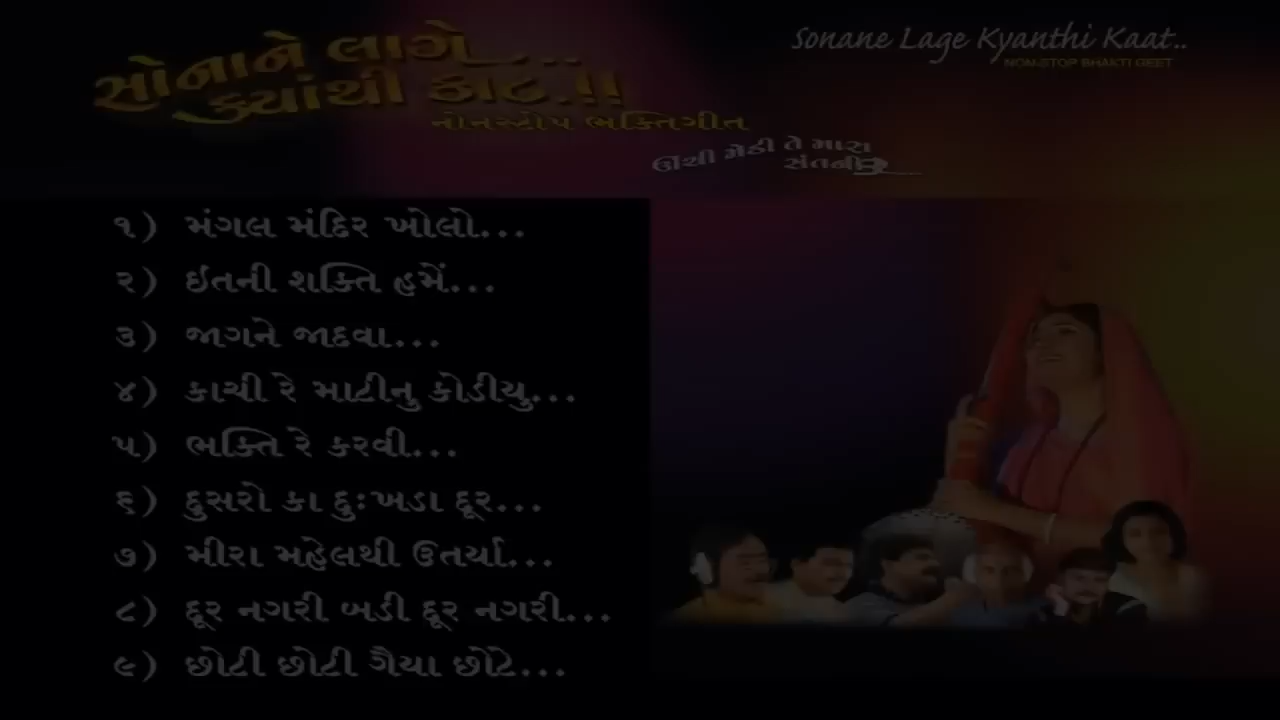 સોનાને લાગે ....
ક્યાંથી કાટ.!!
Sonane Lage Kyanthi Kaat..
NON-STOP BHAKTI GEET
નોનસ્ટોપ ભક્તિગીત
ઊંચી મેડી તે મારા
સંતની રે....
૧) મંગલ મંદિર ખોલો...
૨) ઈતની શક્તિ હમેં...
૩) જાગને જાદવા...
૪) કાચી રે માટીનુ કોડીયુ...
૫) ભક્તિ રે કરવી...
૬) દુસરો કા દુઃખડા દૂર...
૭) મીરા મહેલથી ઉતર્યા...
૮) દૂર નગરી બડી દૂર નગરી...
૯) છોટી છોટી ગૈયા છોટે...